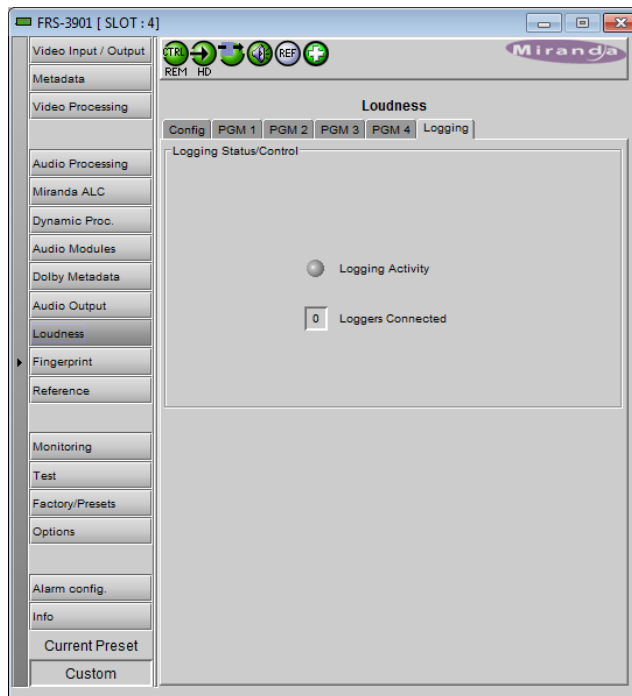 FRS-3901 [ SLOT : 4]
Video Input / Output
Metadata
Video Processing
Audio Processing
Miranda ALC
Dynamic Proc.
Audio Modules
Dolby Metadata
Audio Output
Loudness
Fingerprint
Reference
Monitoring
Test
Factory/Presets
Options
Alarm config.
Info
Current Preset
Custom
CTRL REF
REM HD
Miranda
Loudness
Config PGM 1 PGM 2 PGM 3 PGM 4 Logging
Logging Status/Control
Logging Activity
0 Loggers Connected